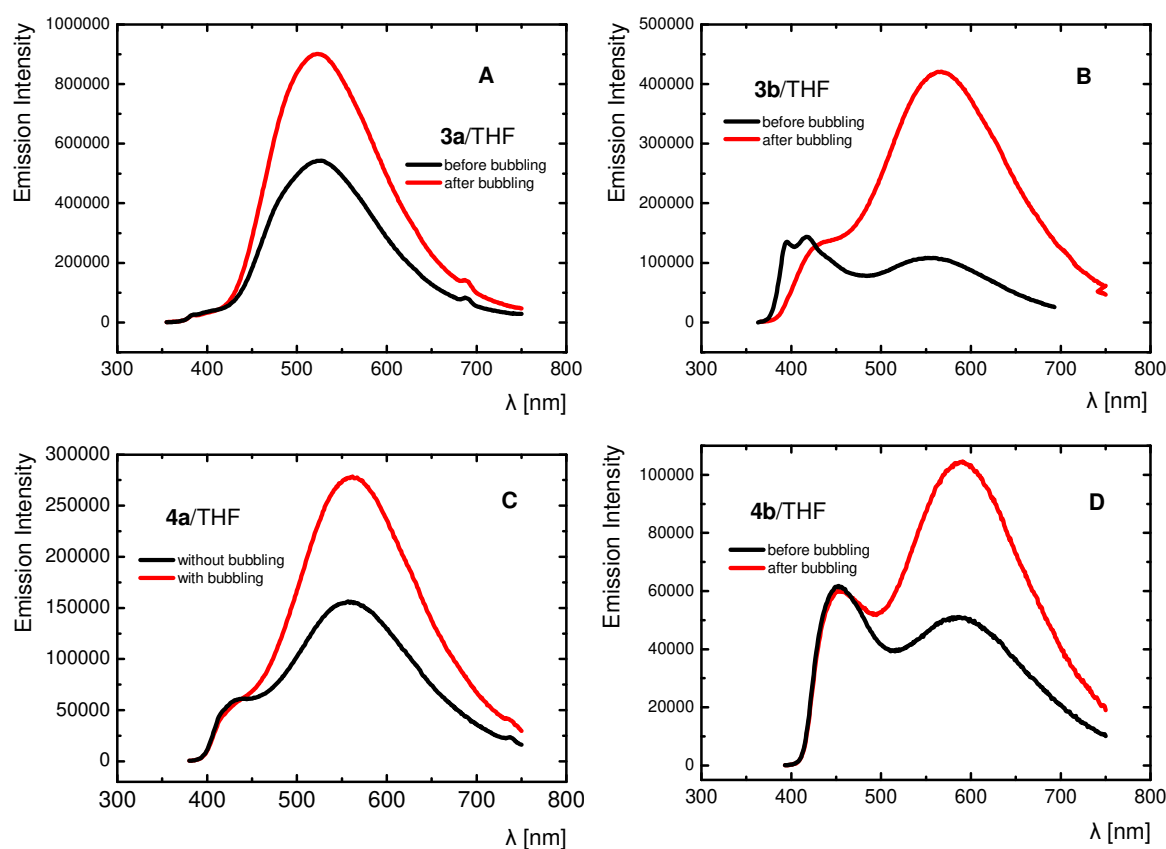 1000000
800000
600000
400000
200000
0
Emission Intensity
A
3a/THF
before bubbling
after bubbling
300 400 500 600 700 800
λ [nm]
500000
400000
300000
200000
100000
0
Emission Intensity
B
3b/THF
before bubbling
after bubbling
300 400 500 600 700 800
λ [nm]
300000
250000
200000
150000
100000
50000
0
Emission Intensity
C
4a/THF
without bubbling
with bubbling
300 400 500 600 700 800
λ [nm]
100000
80000
60000
40000
20000
0
Emission Intensity
D
4b/THF
before bubbling
after bubbling
300 400 500 600 700 800
λ [nm]